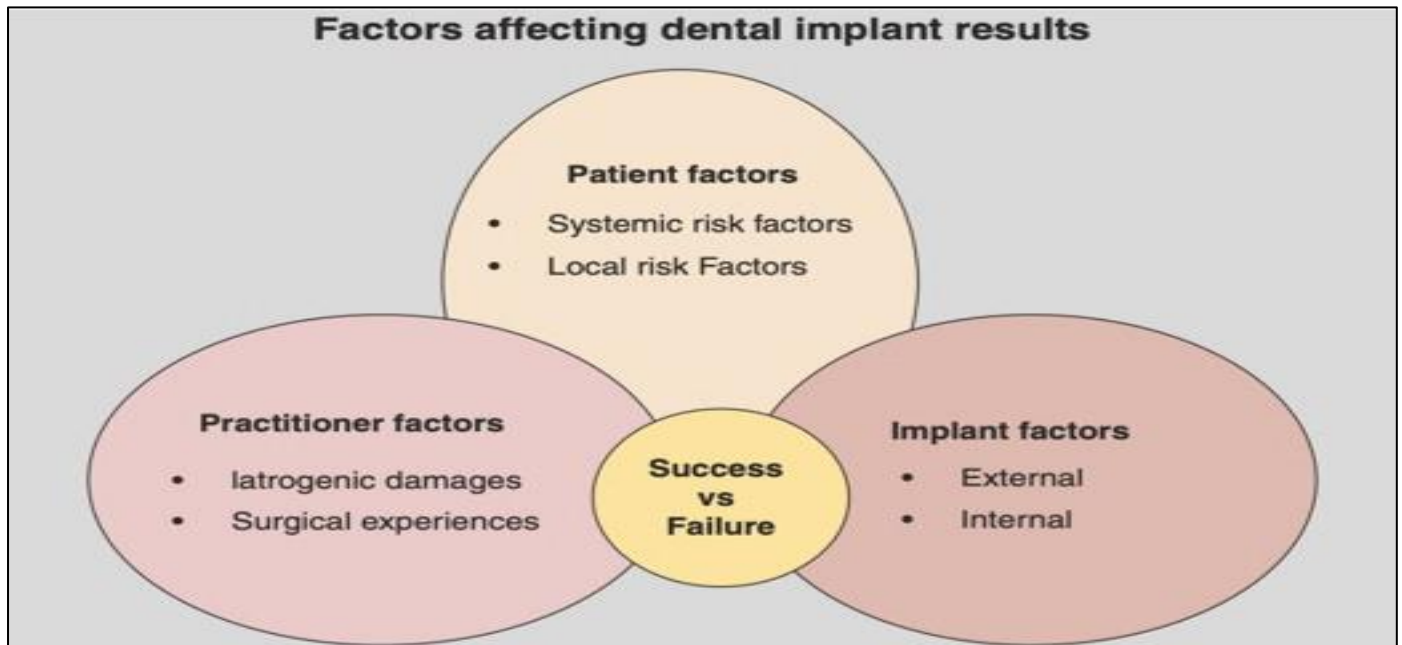 Factors affecting dental implant results
Patient factors
• Systemic risk factors
• Local risk Factors
Practitioner factors
• Iatrogenic damages
• Surgical experiences
Success
vs
Failure
Implant factors
• External
• Internal